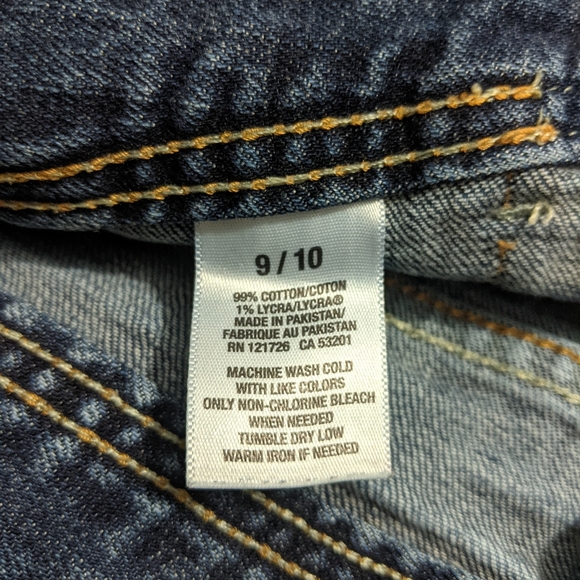 9 / 10
99% COTTON/COTON
1% LYCRA/LYCRA®
MADE IN PAKISTAN/
FABRIQUE AU PAKISTAN
RN 121726 CA 53201
MACHINE WASH COLD
WITH LIKE COLORS
ONLY NON-CHLORINE BLEACH
WHEN NEEDED
TUMBLE DRY LOW
WARM IRON IF NEEDED